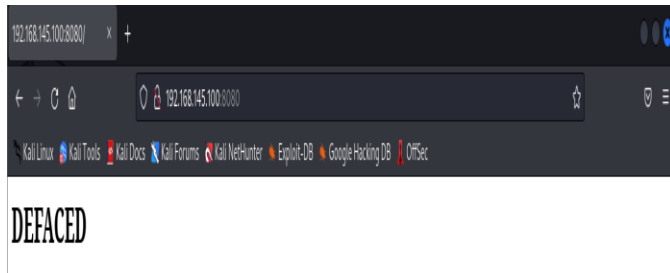 192.168.145.100:8080/
192.168.145.100:8080
Kali Linux Kali Tools Kali Docs Kali Forums Kali NetHunter Exploit-DB Google Hacking DB OffSec
DEFACED